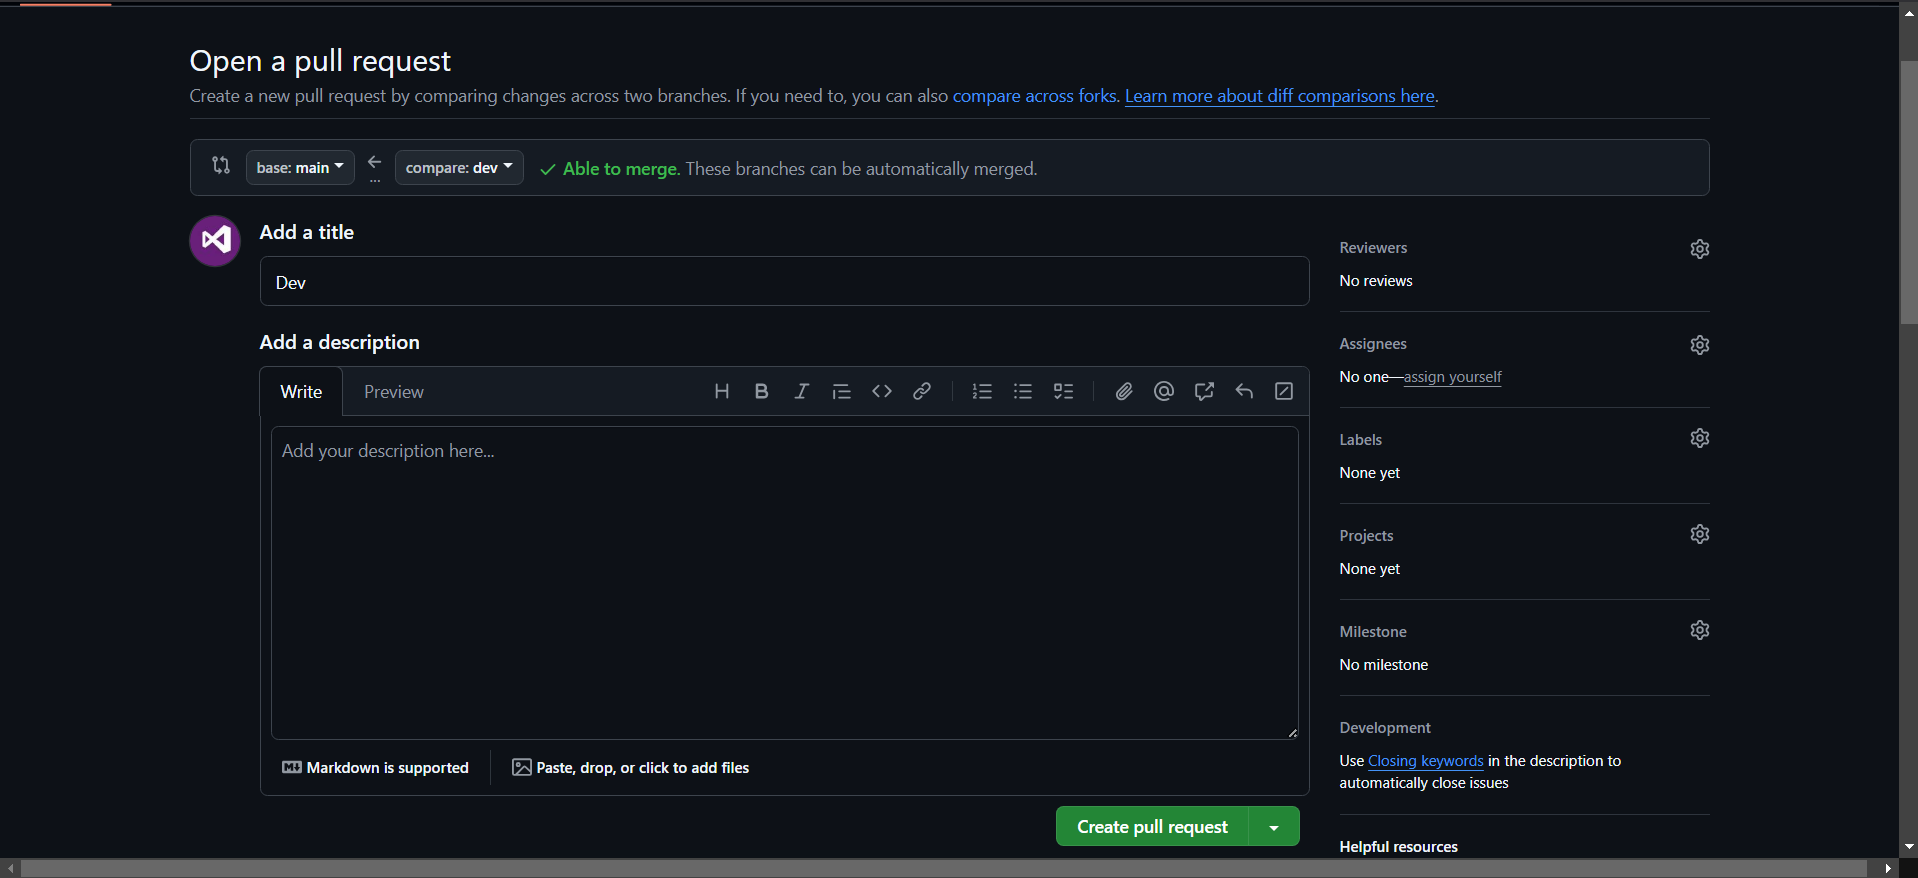 Open a pull request
Create a new pull request by comparing changes across two branches. If you need to, you can also compare across forks. Learn more about diff comparisons here.
base: main
...
compare: dev
Able to merge. These branches can be automatically merged.
Add a title
Dev
Add a description
Write
Preview
Add your description here...
Markdown is supported
Paste, drop, or click to add files
Create pull request
Reviewers
No reviews
Assignees
No one—assign yourself
Labels
None yet
Projects
None yet
Milestone
No milestone
Development
Use Closing keywords in the description to
automatically close issues
Helpful resources